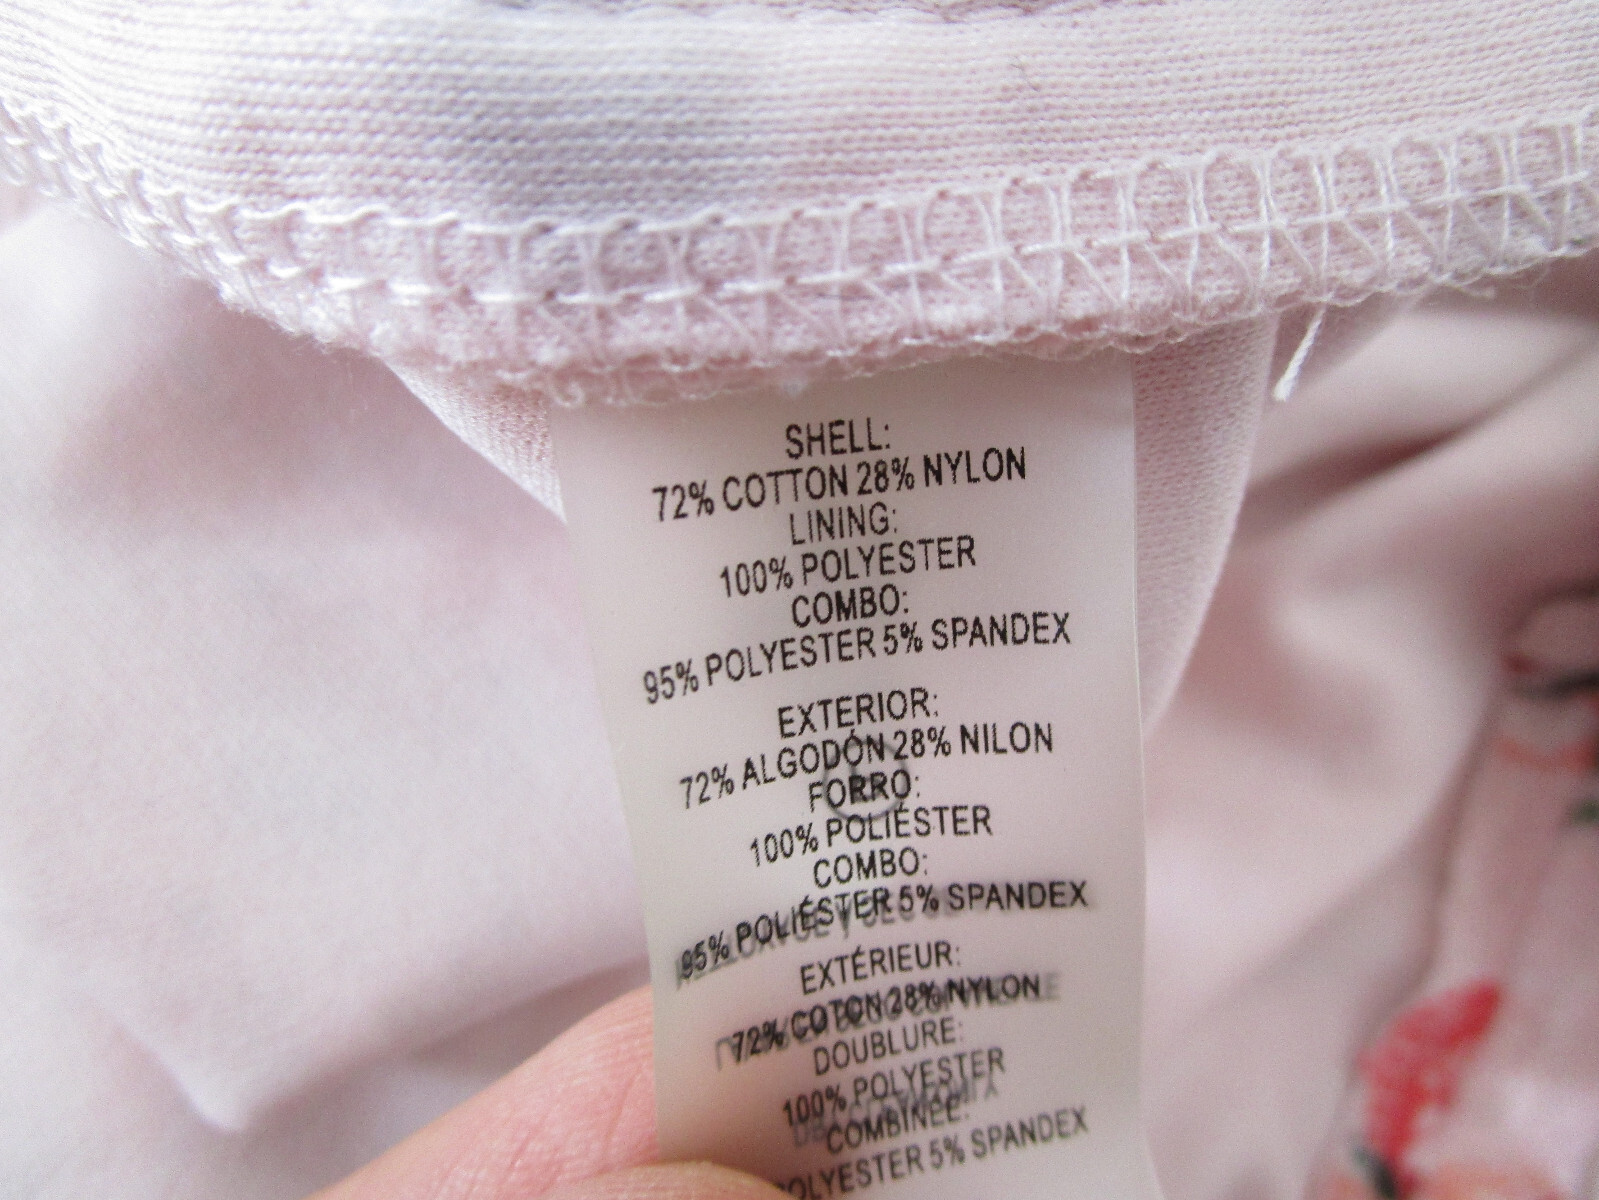 SHELL:
72% COTTON 28% NYLON
LINING:
100% POLYESTER
COMBO:
95% POLYESTER 5% SPANDEX
EXTERIOR:
72% ALGODÓN 28% NILON
FORRO:
100% POLIÉSTER
COMBO:
95% POLIÉSTER 5% SPANDEX
EXTÉRIEUR:
72% COTON 28% NYLON
DOUBLURE:
100% POLYESTER
COMBINÉE:
POLYESTER 5% SPANDEX